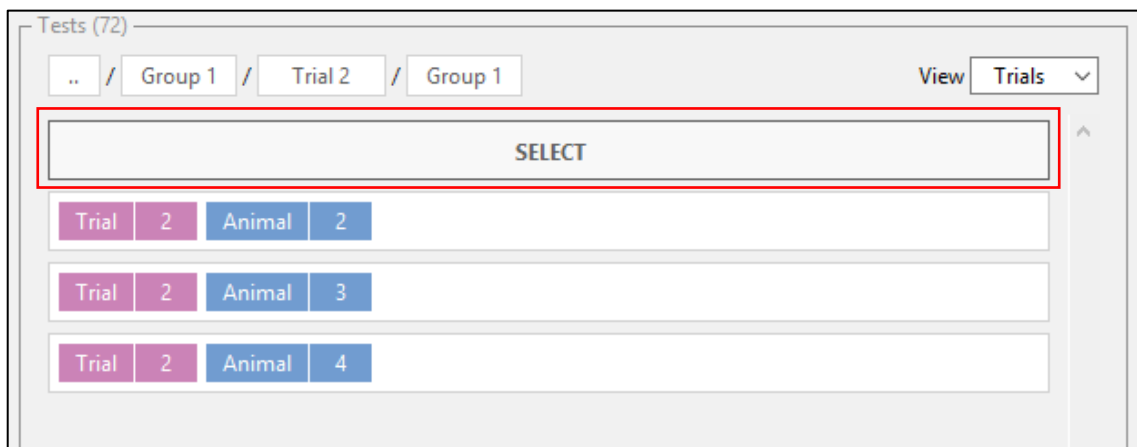 Tests (72)
.. / Group 1 / Trial 2 / Group 1 View Trials
SELECT
Trial 2 Animal 2
Trial 2 Animal 3
Trial 2 Animal 4